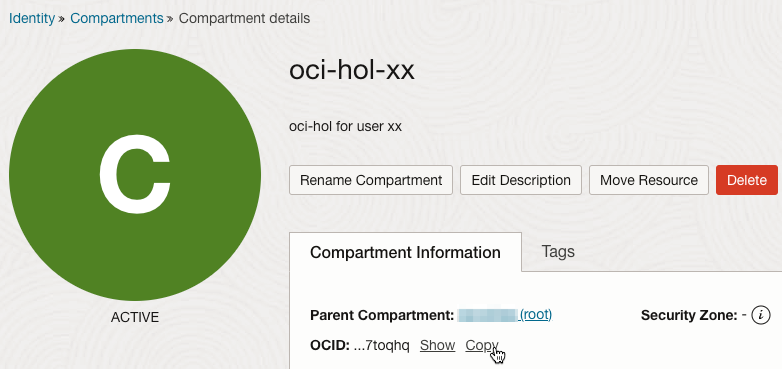 Identity » Compartments » Compartment details
C
ACTIVE
oci-hol-xx
oci-hol for user xx
Rename Compartment Edit Description Move Resource Delete
Compartment Information Tags
Parent Compartment: (root) Security Zone: - i
OCID: ...7toqhq Show Copy